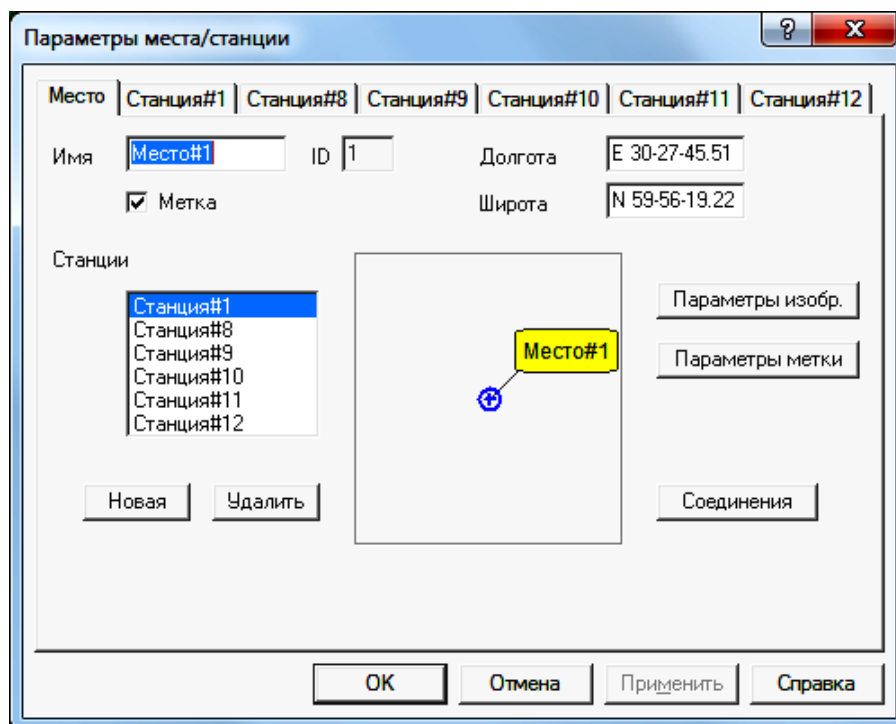 Параметры места/станции
?
X
Место Станция#1 Станция#8 Станция#9 Станция#10 Станция#11 Станция#12
Имя Место#1 ID 1 Долгота E 30-27-45.51
Метка Широта N 59-56-19.22
Станции
Станция#1
Станция#8
Станция#9
Станция#10
Станция#11
Станция#12
Место#1
Параметры изобр.
Параметры метки
Новая Удалить Соединения
OK Отмена Применить Справка